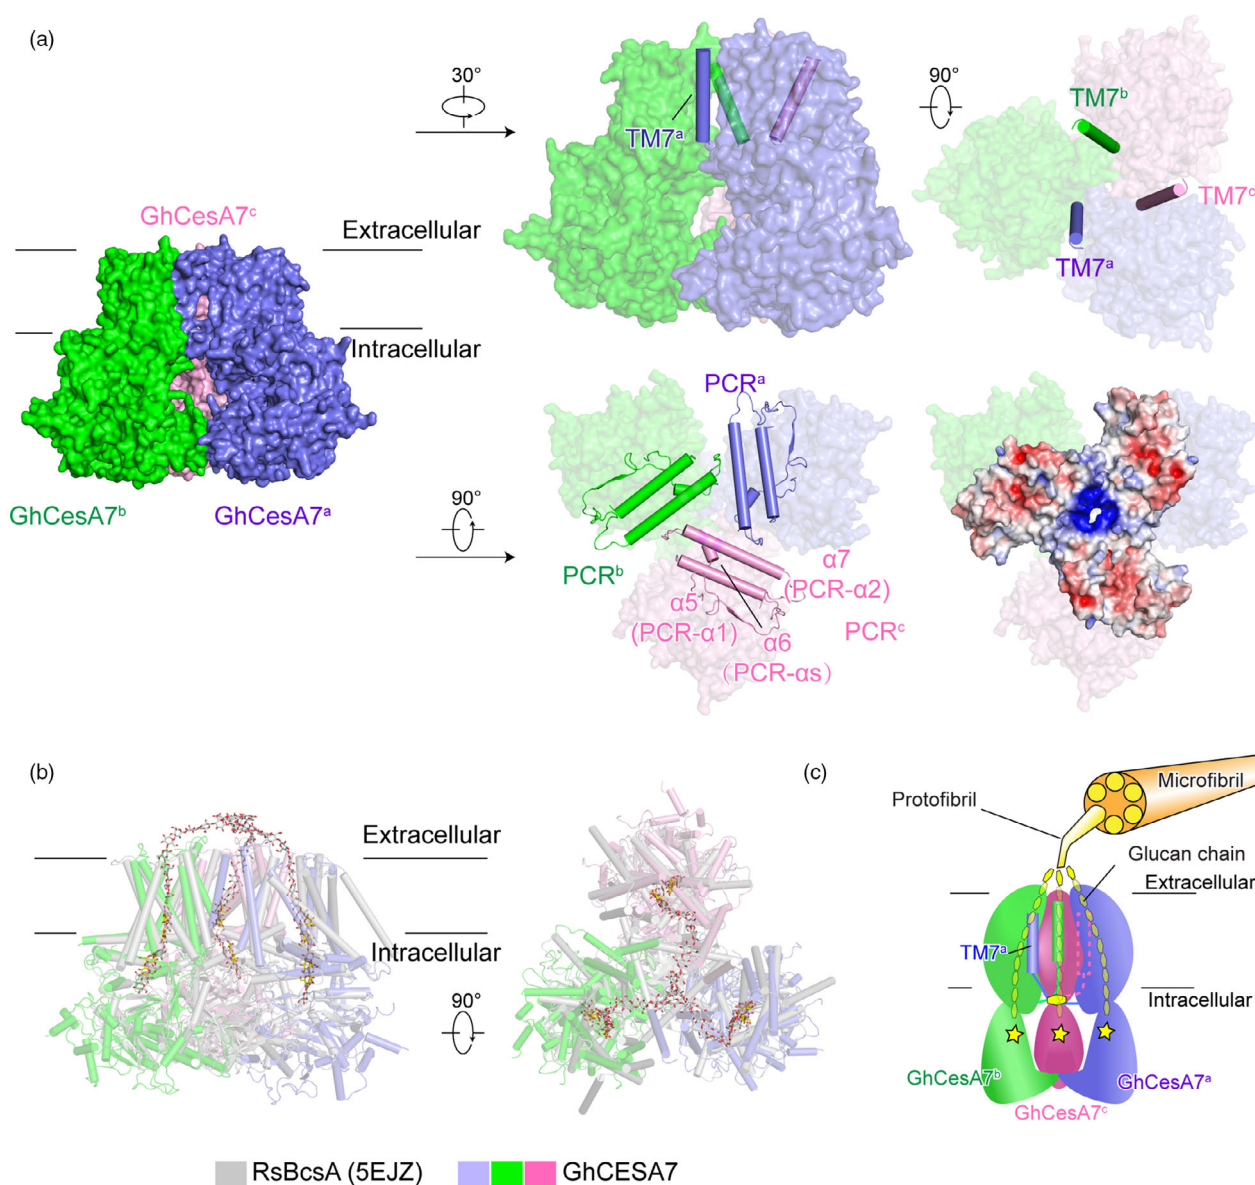 (a)
GhCesA7ᶜ
Extracellular
Intracellular
GhCesA7ᵇ
GhCesA7ᵃ
30°
TM7ᵃ
90°
TM7ᵇ
TM7ᶜ
TM7ᵃ
90°
PCRᵃ
PCRᵇ
α7
(PCR-α2)
α5
(PCR-α1)
PCRᶜ
α6
(PCR-αs)
(b)
Extracellular
Intracellular
90°
(c)
Microfibril
Protofibril
Glucan chain
Extracellular
TM7ᵃ
Intracellular
GhCesA7ᵇ
GhCesA7ᵃ
GhCesA7ᶜ
RsBcsA (5EJZ)
GhCESA7